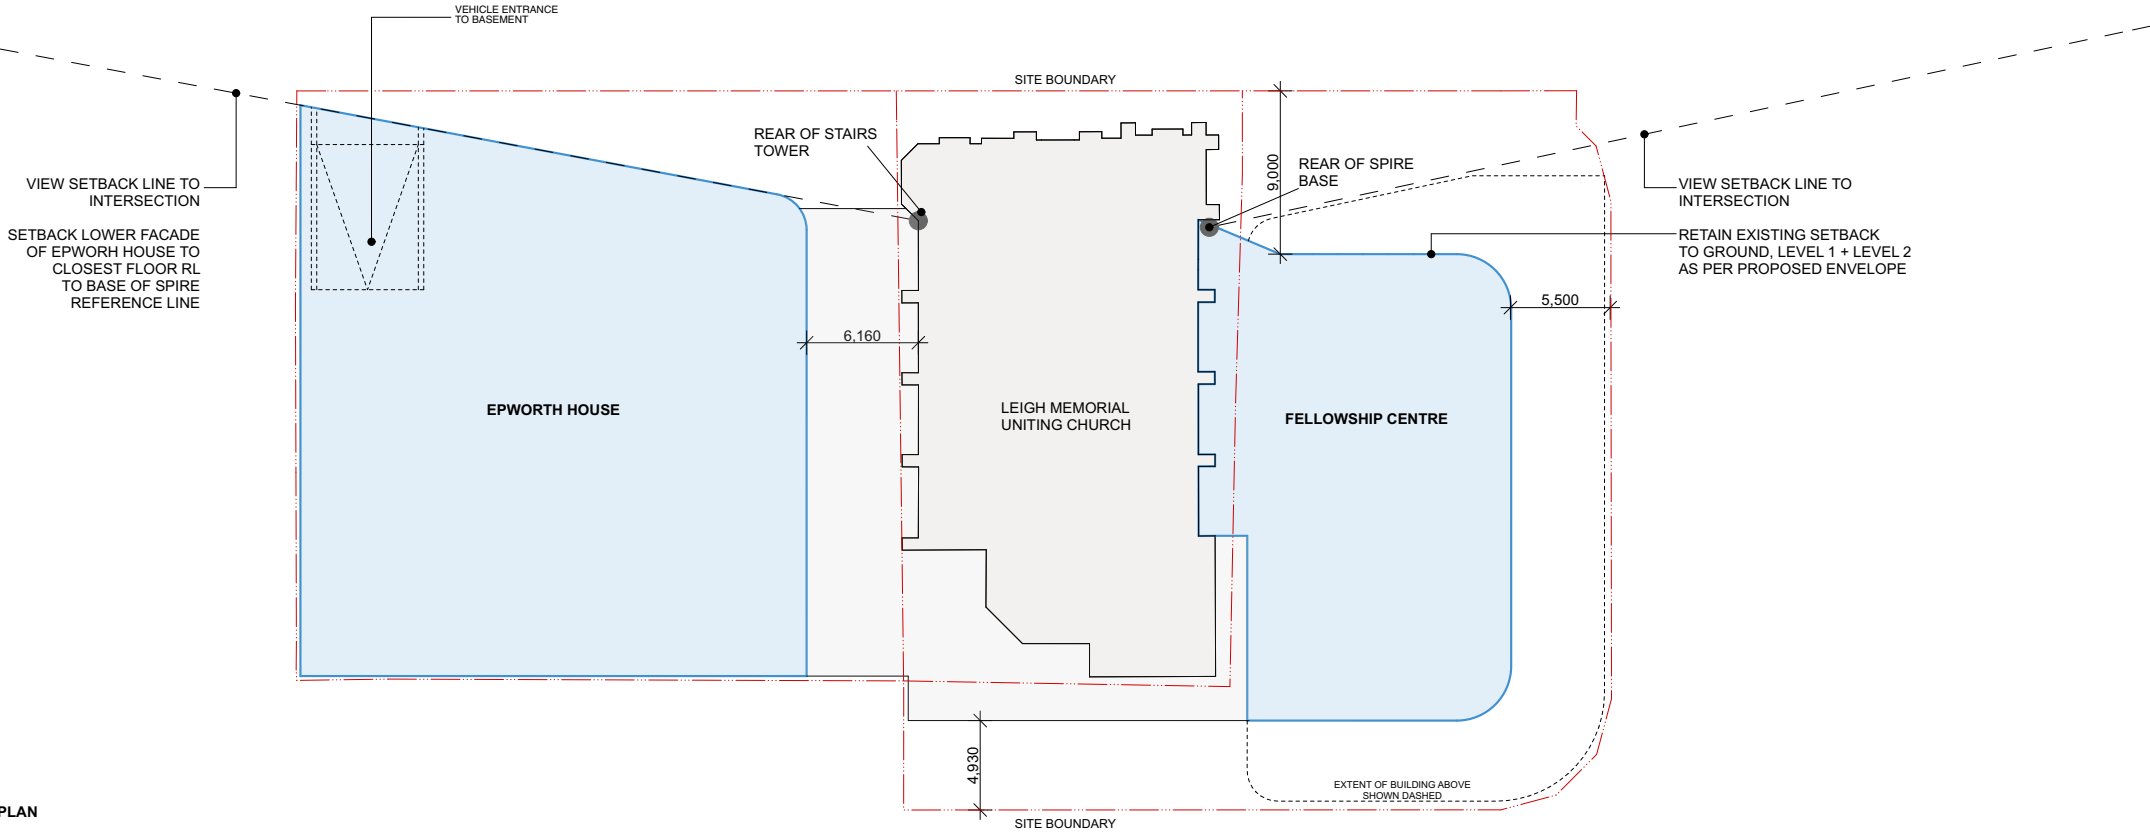 VEHICLE ENTRANCE
TO BASEMENT
SITE BOUNDARY
REAR OF STAIRS
TOWER
9,000
REAR OF SPIRE
BASE
VIEW SETBACK LINE TO
INTERSECTION
SETBACK LOWER FACADE
OF EPWORH HOUSE TO
CLOSEST FLOOR RL
TO BASE OF SPIRE
REFERENCE LINE
VIEW SETBACK LINE TO
INTERSECTION
RETAIN EXISTING SETBACK
TO GROUND, LEVEL 1 + LEVEL 2
AS PER PROPOSED ENVELOPE
5,500
6,160
EPWORTH HOUSE
LEIGH MEMORIAL
UNITING CHURCH
FELLOWSHIP CENTRE
4,930
EXTENT OF BUILDING ABOVE
SHOWN DASHED
PLAN
SITE BOUNDARY